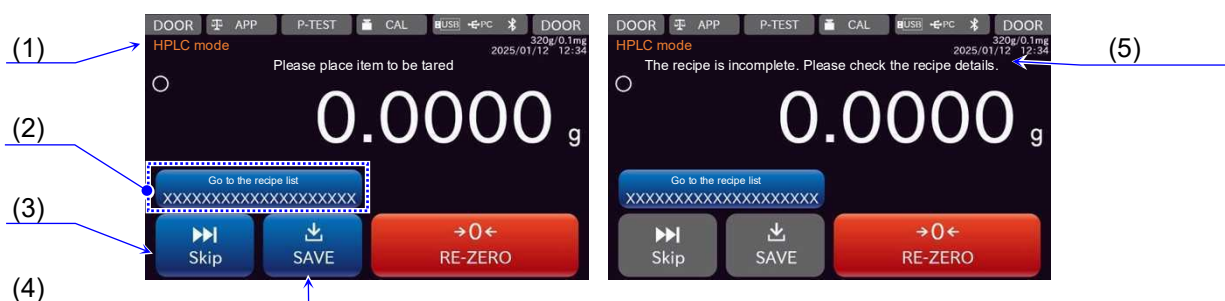 (1)
(2)
(3)
(4)
DOOR APP P-TEST CAL USB PC DOOR
HPLC mode
320g/0.1mg
2025/01/12 12:34
Please place item to be tared
0.0000 g
Go to the recipe list
XXXXXXXXXXXXXXXXXXXXX
Skip
SAVE
→0←
RE-ZERO
DOOR APP P-TEST CAL USB PC DOOR
HPLC mode
320g/0.1mg
2025/01/12 12:34
The recipe is incomplete. Please check the recipe details.
0.0000 g
Go to the recipe list
XXXXXXXXXXXXXXXXXXXXX
Skip
SAVE
→0←
RE-ZERO
(5)